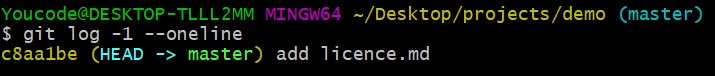 Youcode@DESKTOP-TLLL2MM MINGW64 ~/Desktop/projects/demo (master)
$ git log -1 --oneline
c8aa1be (HEAD -> master) add licence.md